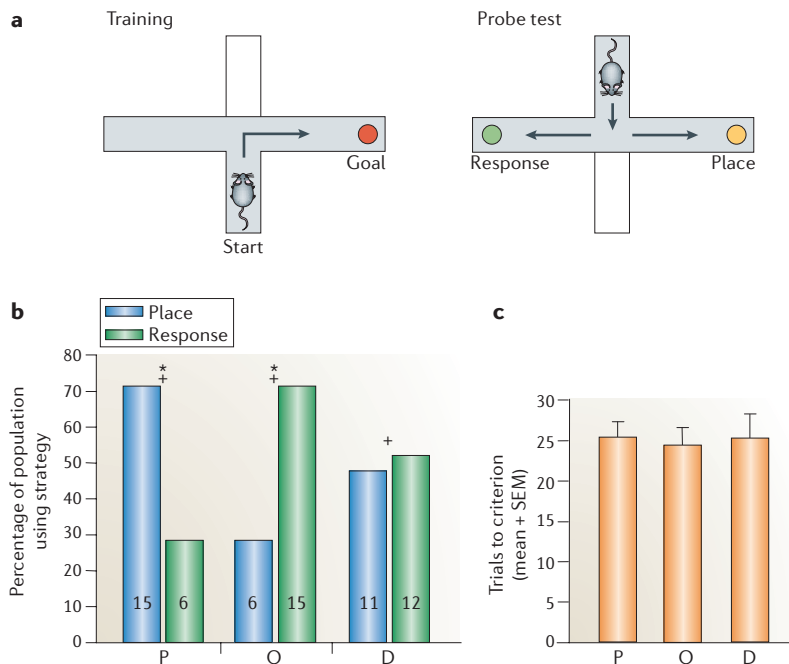 a
Training
Probe test
Goal
Start
Response
Place
b
Place
Response
Percentage of population
using strategy
80
70
60
50
40
30
20
10
0
*
+
*
+
+
15
6
6
15
11
12
P
O
D
c
Trials to criterion
(mean + SEM)
30
25
20
15
10
5
0
P
O
D